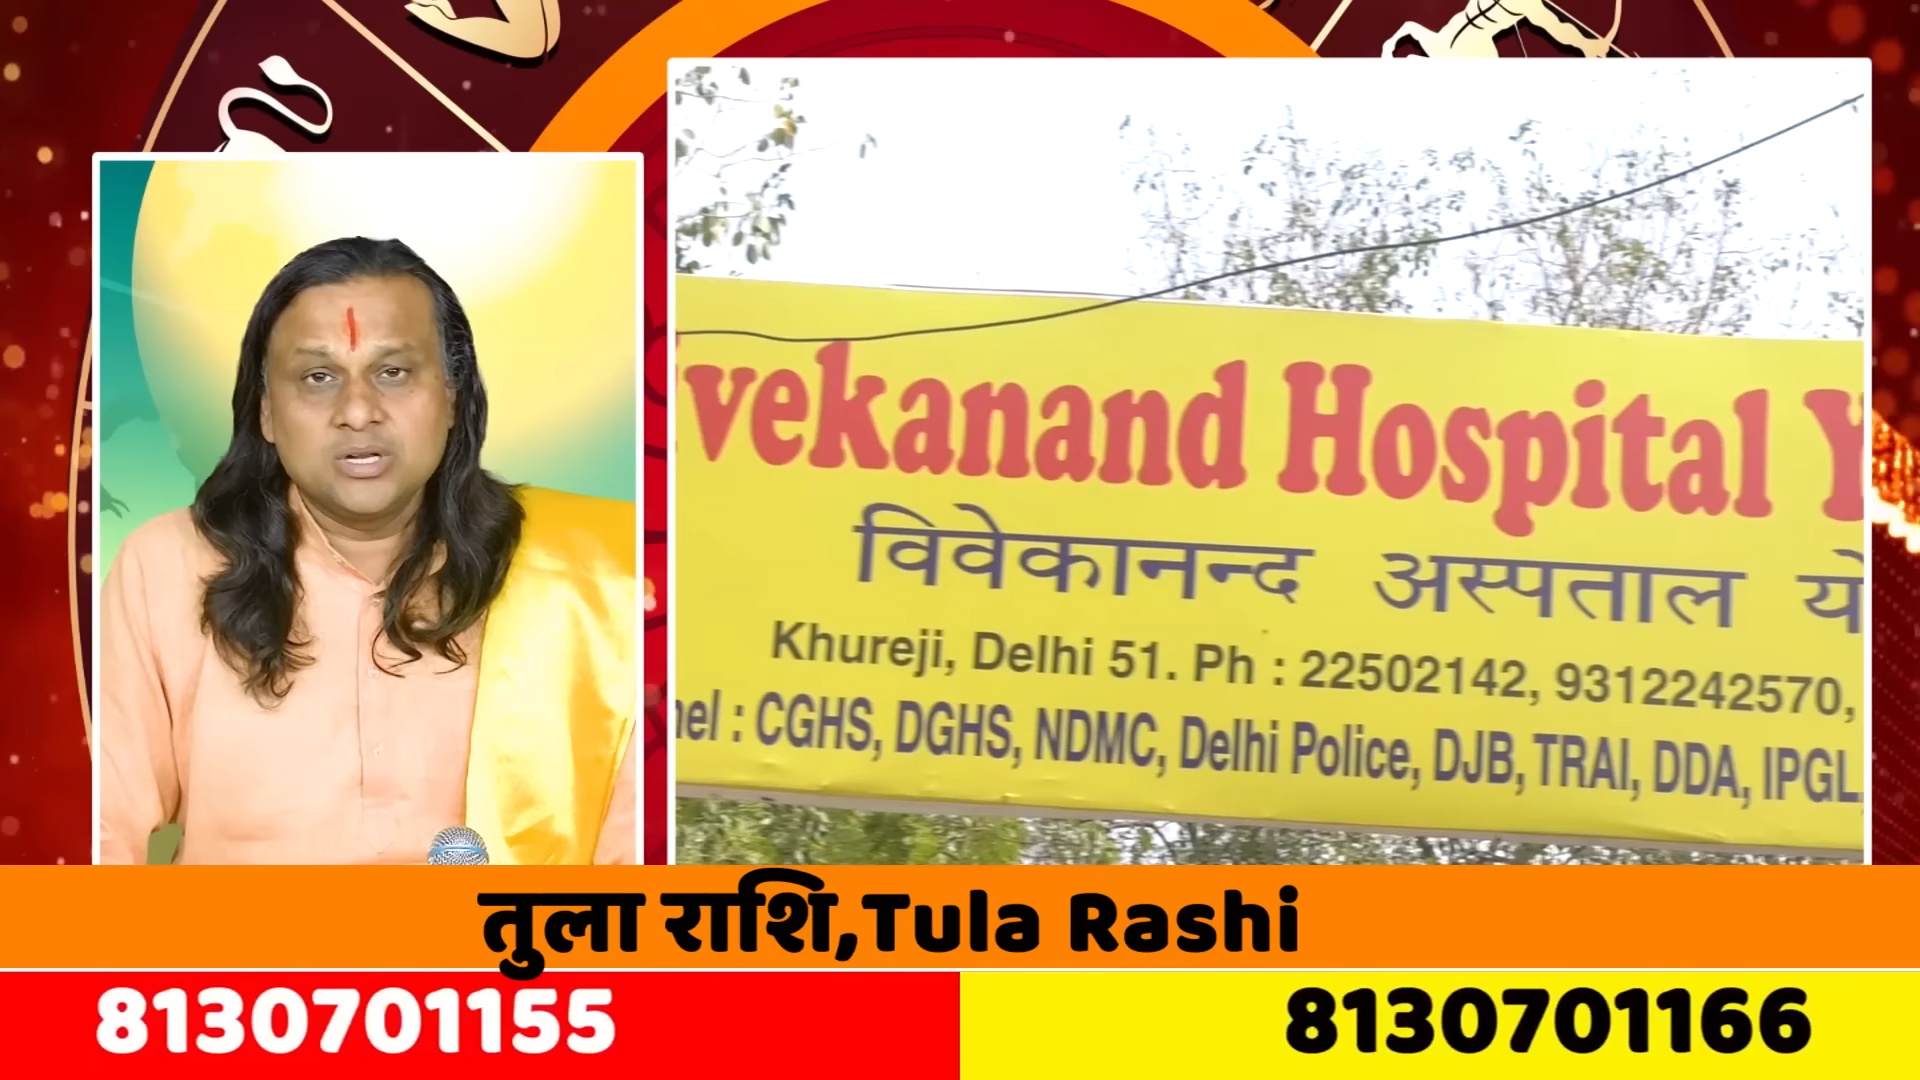 ivekanand Hospital Y
विवेकानन्द अस्पताल यो
Khureji, Delhi 51. Ph : 22502142, 9312242570,
nel : CGHS, DGHS, NDMC, Delhi Police, DJB, TRAI, DDA, IPGL,
तुला राशि,Tula Rashi
8130701155
8130701166